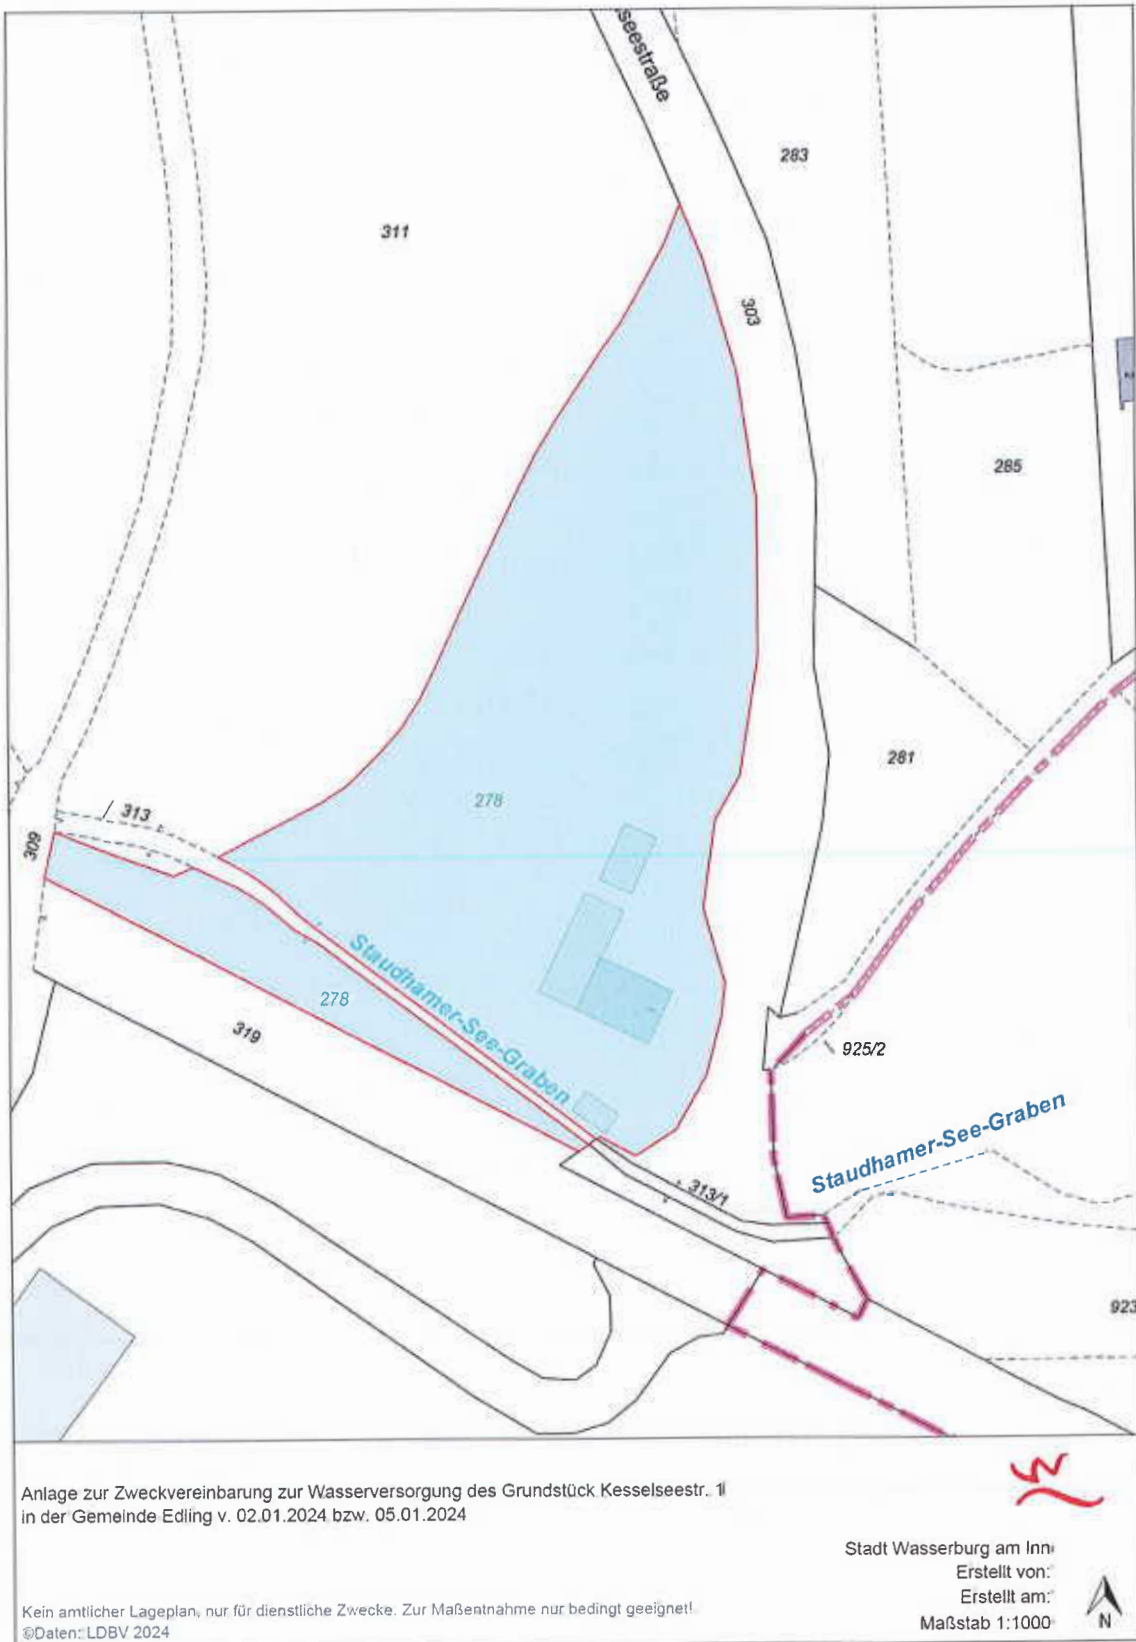 seestraße
283
311
303
2
285
281
278
313
309
Staudhamer-See-Graben
278
319
925/2
Staudhamer-See-Graben
313/1
923
Anlage zur Zweckvereinbarung zur Wasserversorgung des Grundstück Kesselseestr. 1
in der Gemeinde Edling v. 02.01.2024 bzw. 05.01.2024
Stadt Wasserburg am Inn
Erstellt von:
Erstellt am:
Maßstab 1:1000
N
Kein amtlicher Lageplan, nur für dienstliche Zwecke. Zur Maßentnahme nur bedingt geeignet!
©Daten: LDBV 2024